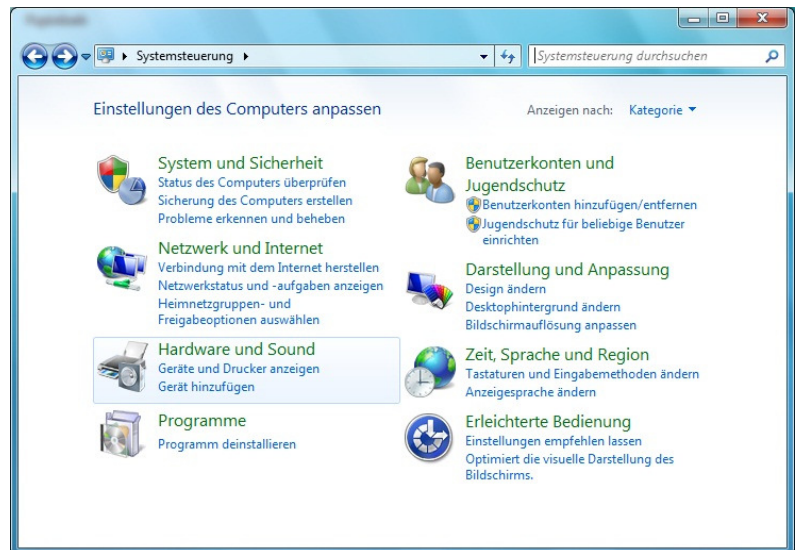 Systemsteuerung
Systemsteuerung durchsuchen
Einstellungen des Computers anpassen
Anzeigen nach: Kategorie
System und Sicherheit
Status des Computers überprüfen
Sicherung des Computers erstellen
Probleme erkennen und beheben
Netzwerk und Internet
Verbindung mit dem Internet herstellen
Netzwerkstatus und -aufgaben anzeigen
Heimnetzgruppen- und
Freigabeoptionen auswählen
Hardware und Sound
Geräte und Drucker anzeigen
Gerät hinzufügen
Programme
Programm deinstallieren
Benutzerkonten und
Jugendschutz
Benutzerkonten hinzufügen/entfernen
Jugendschutz für beliebige Benutzer
einrichten
Darstellung und Anpassung
Design ändern
Desktophintergrund ändern
Bildschirmauflösung anpassen
Zeit, Sprache und Region
Tastaturen und Eingabemethoden ändern
Anzeigesprache ändern
Erleichterte Bedienung
Einstellungen empfehlen lassen
Optimiert die visuelle Darstellung des
Bildschirms.